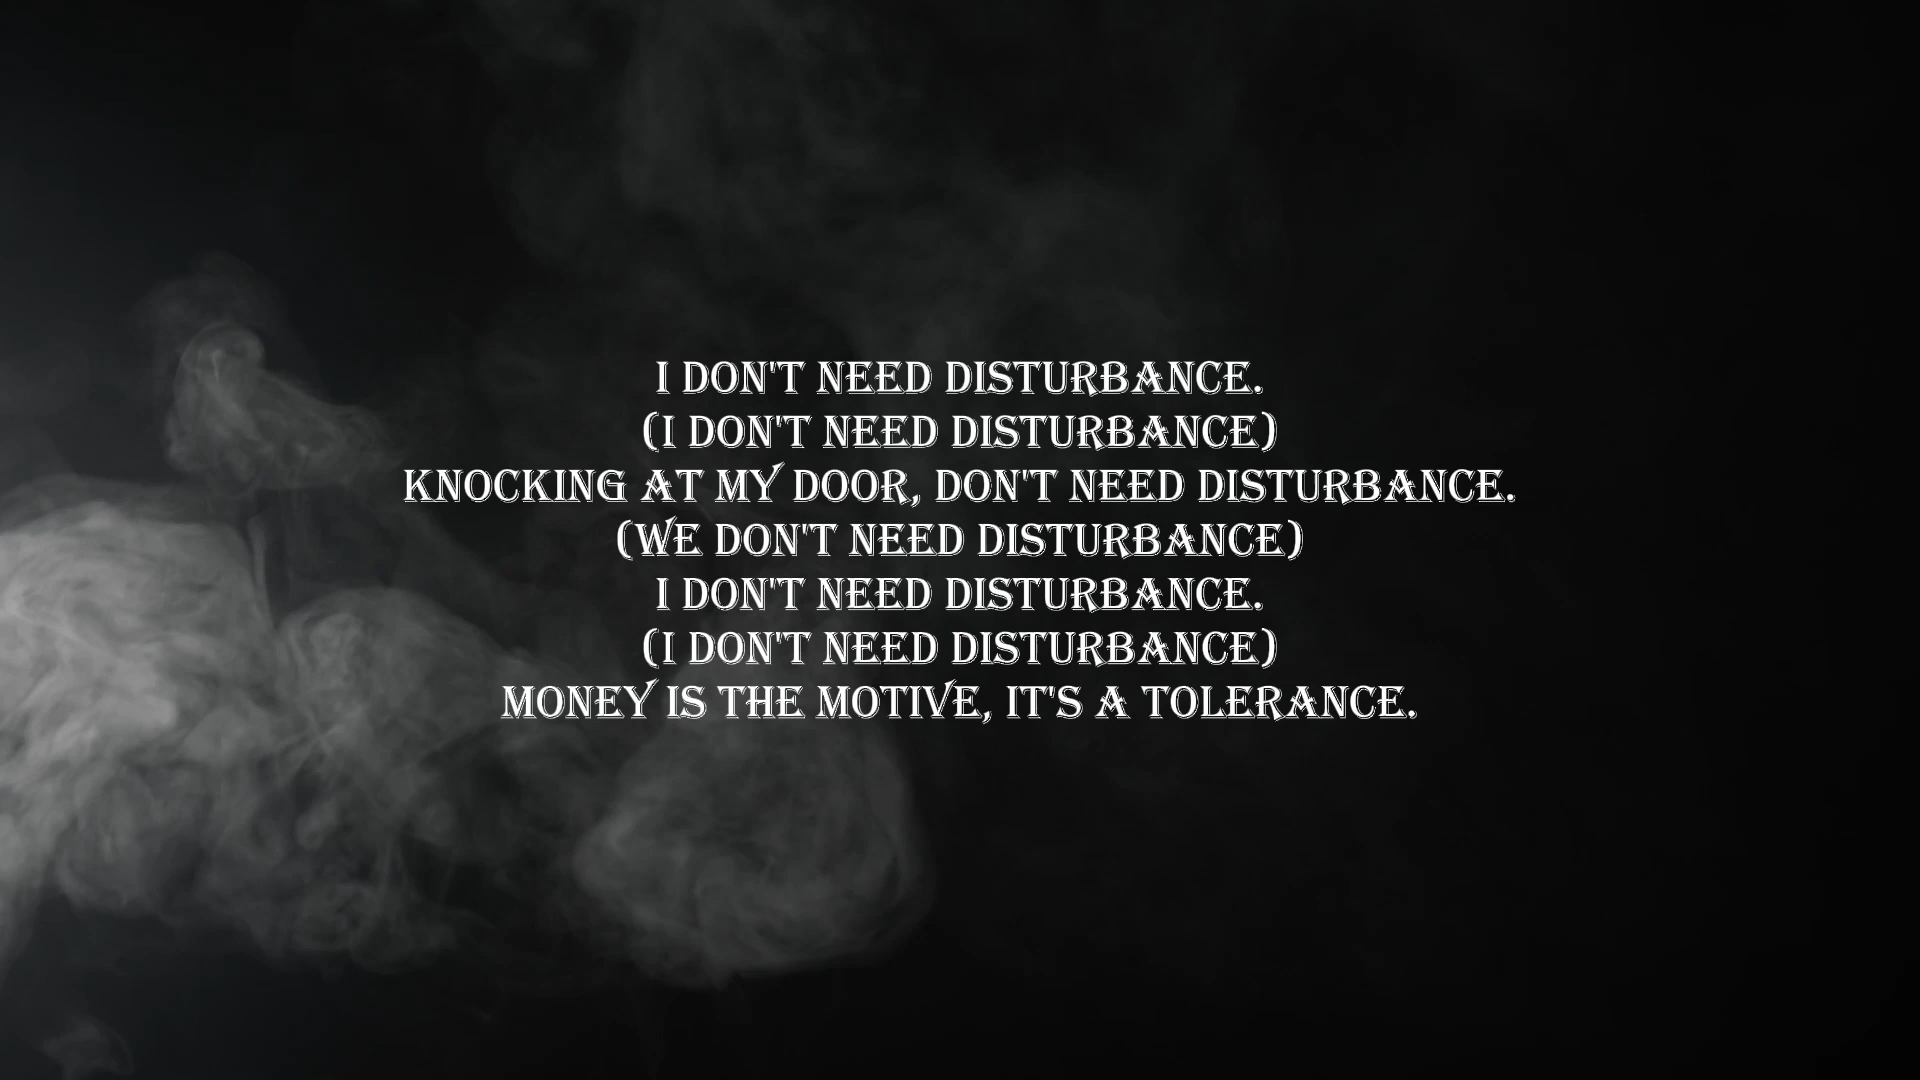 I DON'T NEED DISTURBANCE.
(I DON'T NEED DISTURBANCE)
KNOCKING AT MY DOOR, DON'T NEED DISTURBANCE.
(WE DON'T NEED DISTURBANCE)
I DON'T NEED DISTURBANCE.
(I DON'T NEED DISTURBANCE)
MONEY IS THE MOTIVE, IT'S A TOLERANCE.